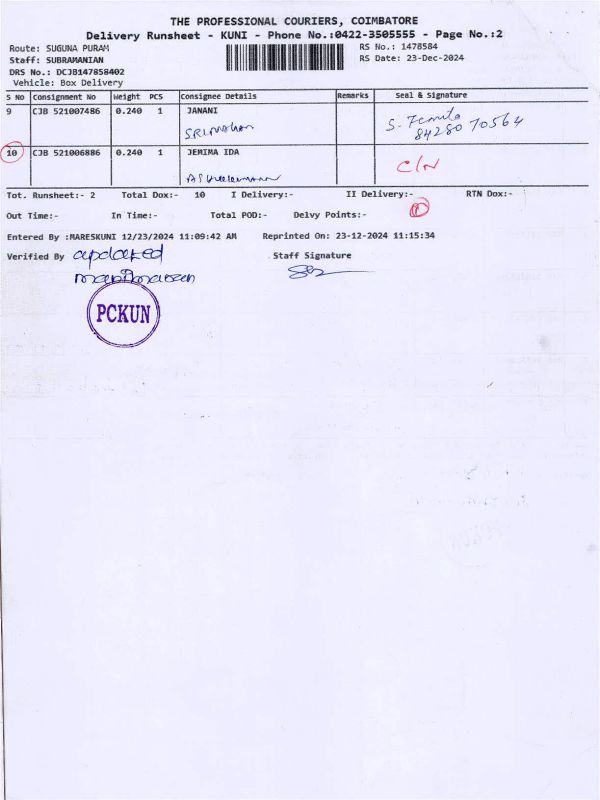 THE PROFESSIONAL COURIERS, COIMBATORE
Delivery Runsheet - KUNI - Phone No.:0422-3505555 - Page No.:2
Route: SUGUNA PURAM RS No.: 1478584
Staff: SUBRAMANIAN RS Date: 23-Dec-2024
DRS No.: DCJB147858402
Vehicle: Box Delivery
S No Consignment No Weight PCS Consignee Details Remarks Seal & Signature
9 CJB 521007486 0.240 1 JANANI
84280 70564
10 CJB 521006886 0.240 1 JEMIMA IDA
C/N
Tot. Runsheet:- 2 Total Dox:- 10 I Delivery:- II Delivery:- RTN Dox:-
Out Time:- In Time:- Total POD:- Delvy Points:-
Entered By :MARESKUNI 12/23/2024 11:09:42 AM Reprinted On: 23-12-2024 11:15:34
Verified By updated Staff Signature
PCKUN